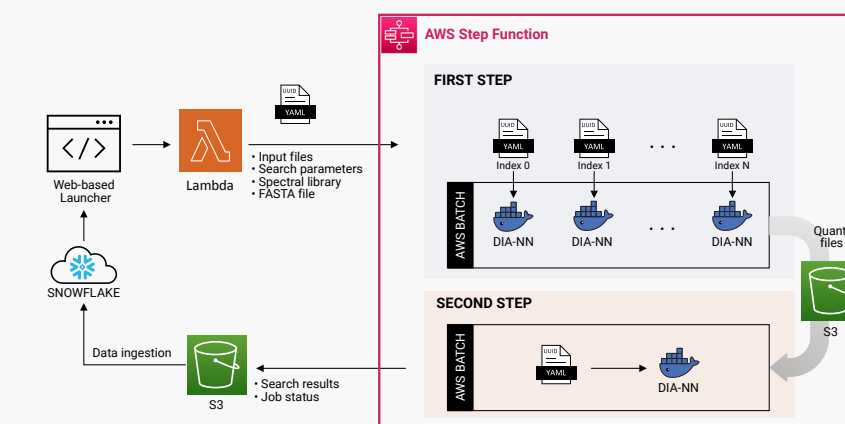 AWS Step Function
FIRST STEP
UUID
YAML
UUID
YAML
Index 0
UUID
YAML
Index 1
. . .
UUID
YAML
Index N
</>
Web-based
Launcher
Lambda
• Input files
• Search parameters
• Spectral library
• FASTA file
AWS BATCH
DIA-NN
DIA-NN
. . .
DIA-NN
Quant
files
S3
SNOWFLAKE
SECOND STEP
AWS BATCH
UUID
YAML
DIA-NN
Data ingestion
S3
• Search results
• Job status